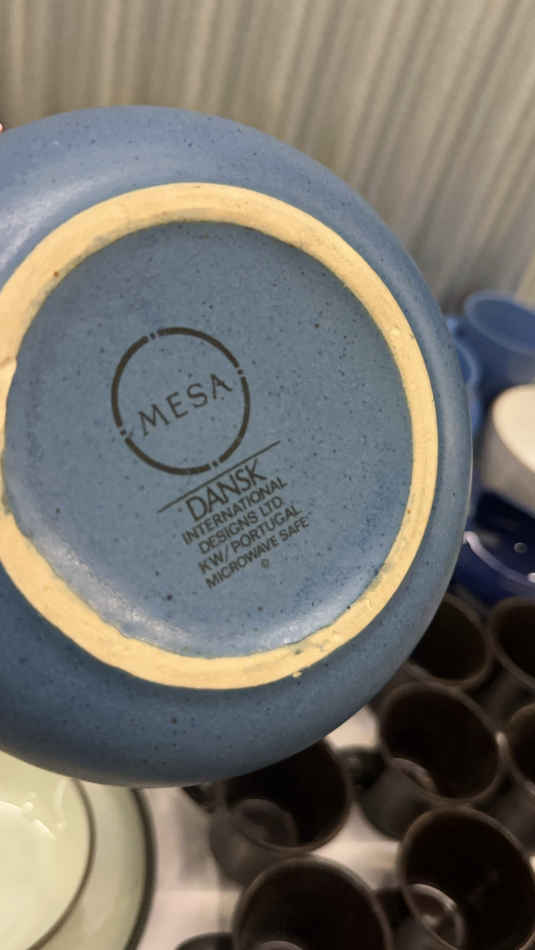 MESA
DANSK
INTERNATIONAL
DESIGNS LTD.
KW/PORTUGAL
MICROWAVE SAFE
©